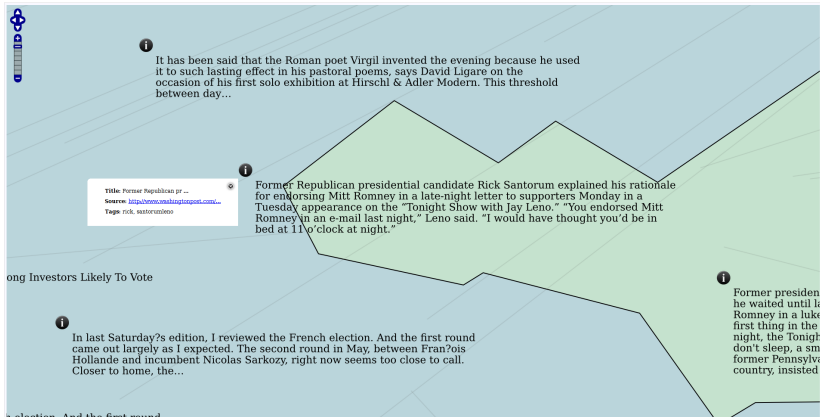 It has been said that the Roman poet Virgil invented the evening because he used
it to such lasting effect in his pastoral poems, says David Ligare on the
occasion of his first solo exhibition at Hirschl & Adler Modern. This threshold
between day...
Title: Former Republican pr ...
Source: http://www.washingtonpost.com/...
Tags: rick, santorumleno
Former Republican presidential candidate Rick Santorum explained his rationale
for endorsing Mitt Romney in a late-night letter to supporters Monday in a
Tuesday appearance on the "Tonight Show with Jay Leno." "You endorsed Mitt
Romney in an e-mail last night," Leno said. "I would have thought you'd be in
bed at 11 o'clock at night."
ong Investors Likely To Vote
Former presiden
he waited until la
Romney in a luke
first thing in the
night, the Tonigh
don't sleep, a sm
former Pennsylva
country, insisted
In last Saturday?s edition, I reviewed the French election. And the first round
came out largely as I expected. The second round in May, between Fran?ois
Hollande and incumbent Nicolas Sarkozy, right now seems too close to call.
Closer to home, the...
election. And the first round